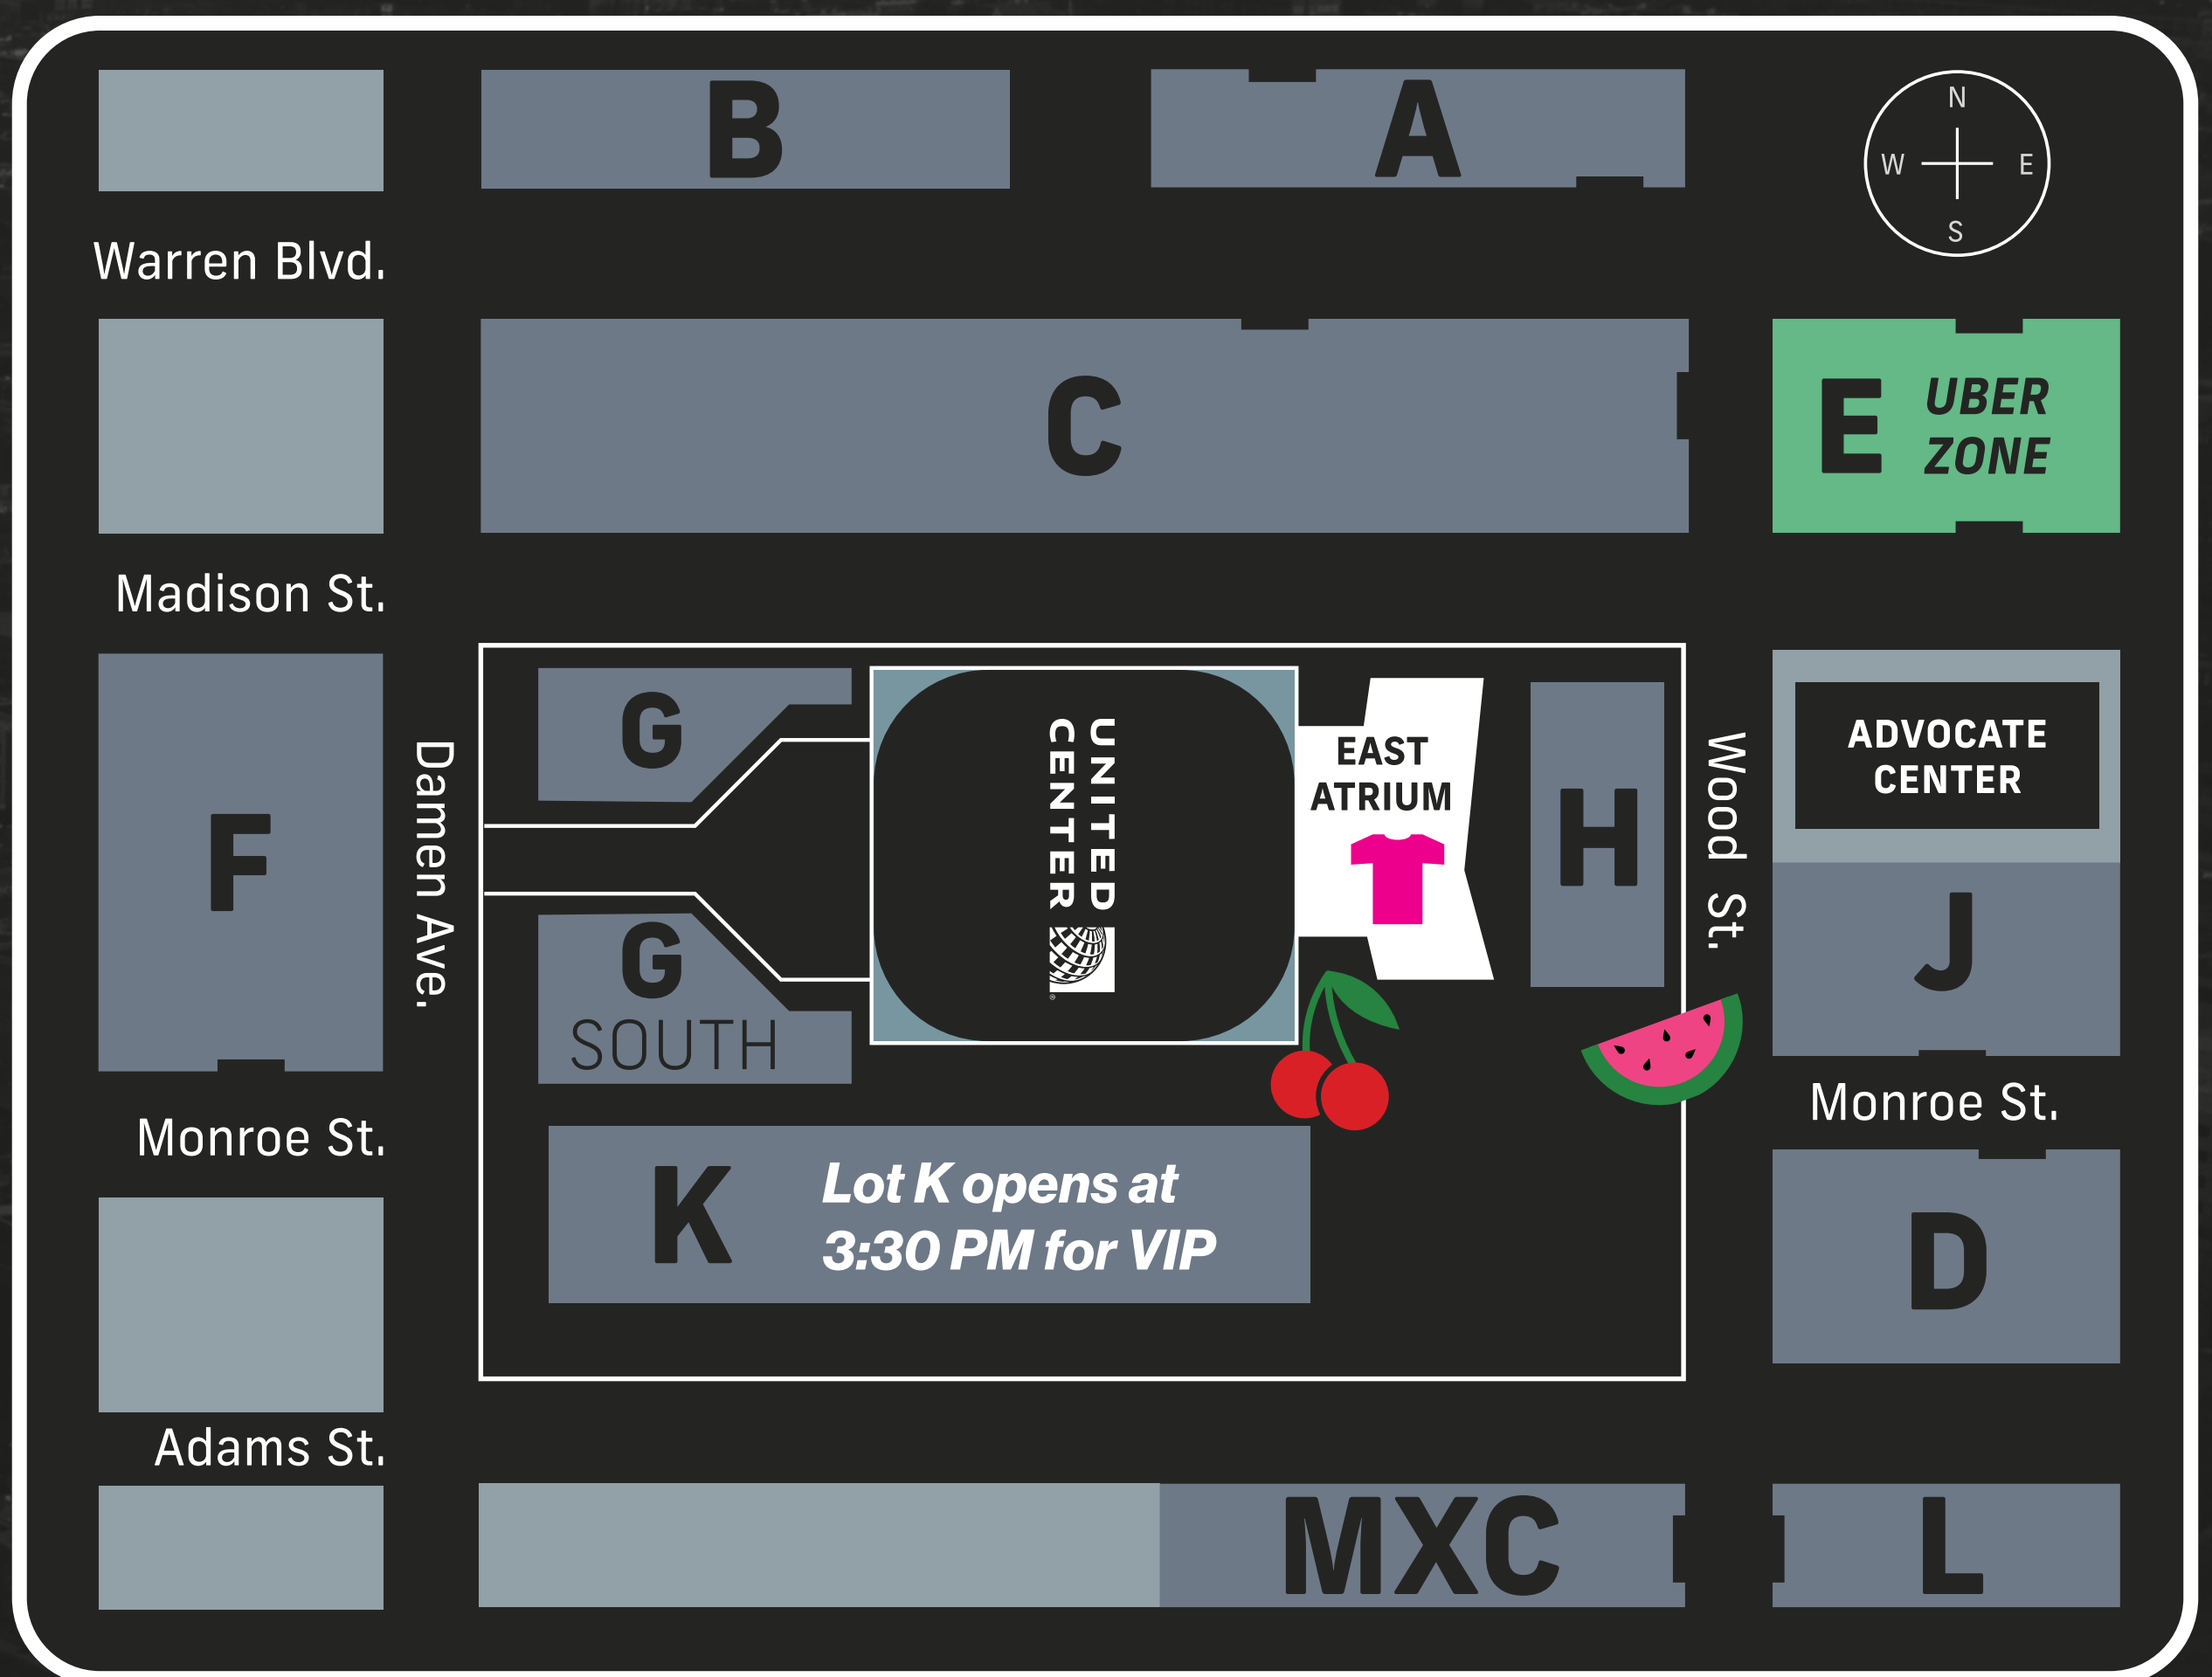 B
A
N
W
E
S
Warren Blvd.
C
E
UBER
ZONE
Madison St.
F
Damen Ave.
G
UNITED
CENTER
®
EAST
ATRIUM
H
Wood St.
ADVOCATE
CENTER
J
G
SOUTH
Monroe St.
Monroe St.
K
Lot K opens at
3:30 PM for VIP
D
Adams St.
MXC
L